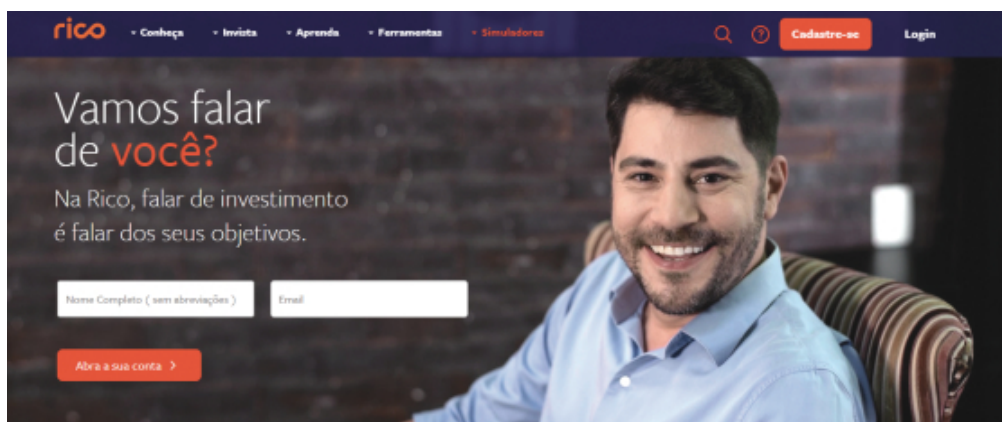 rico
Conheça
Invista
Aprenda
Ferramentas
Simuladores
Cadastre-se
Login
Vamos falar
de você?
Na Rico, falar de investimento
é falar dos seus objetivos.
Nome Completo ( sem abreviações )
Email
Abra a sua conta >